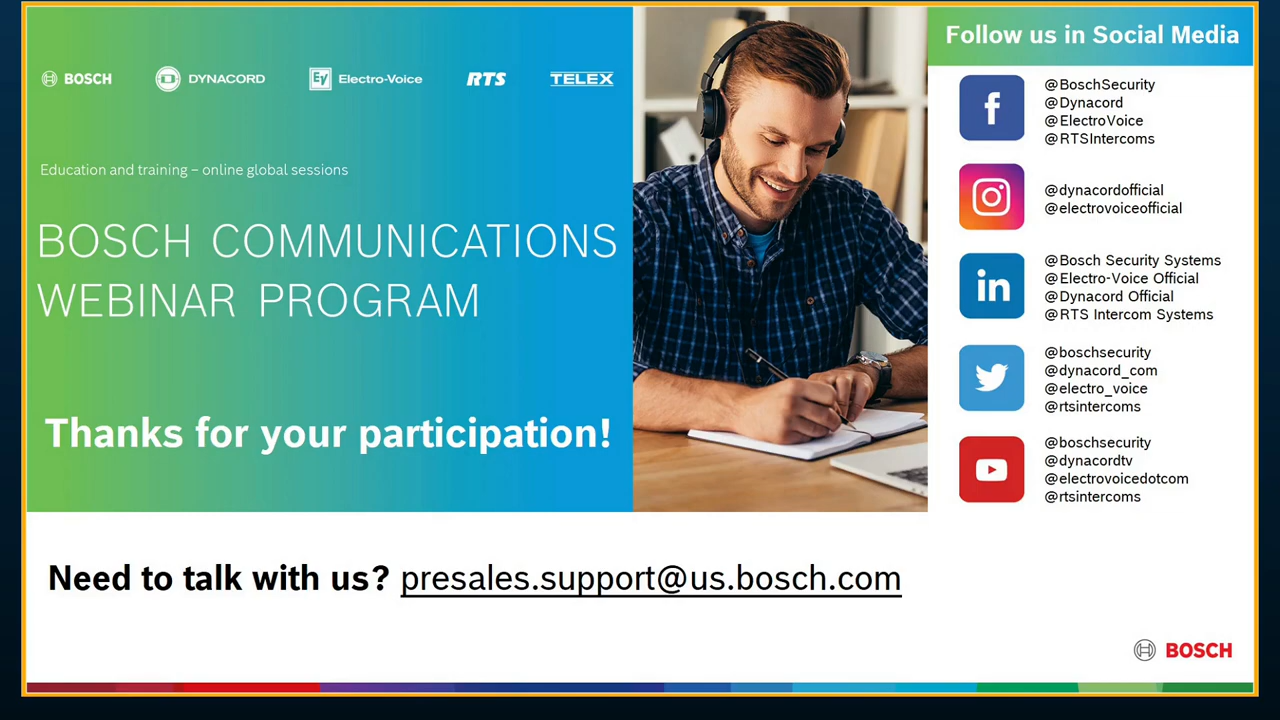 BOSCH
DYNACORD
EV Electro-Voice
RTS
TELEX
Education and training – online global sessions
BOSCH COMMUNICATIONS
WEBINAR PROGRAM
Thanks for your participation!
Follow us in Social Media
@BoschSecurity
@Dynacord
@ElectroVoice
@RTSIntercoms
@dynacordofficial
@electrovoiceofficial
@Bosch Security Systems
@Electro-Voice Official
@Dynacord Official
@RTS Intercom Systems
@boschsecurity
@dynacord_com
@electro_voice
@rtsintercoms
@boschsecurity
@dynacordtv
@electrovoicedotcom
@rtsintercoms
Need to talk with us? presales.support@us.bosch.com
BOSCH